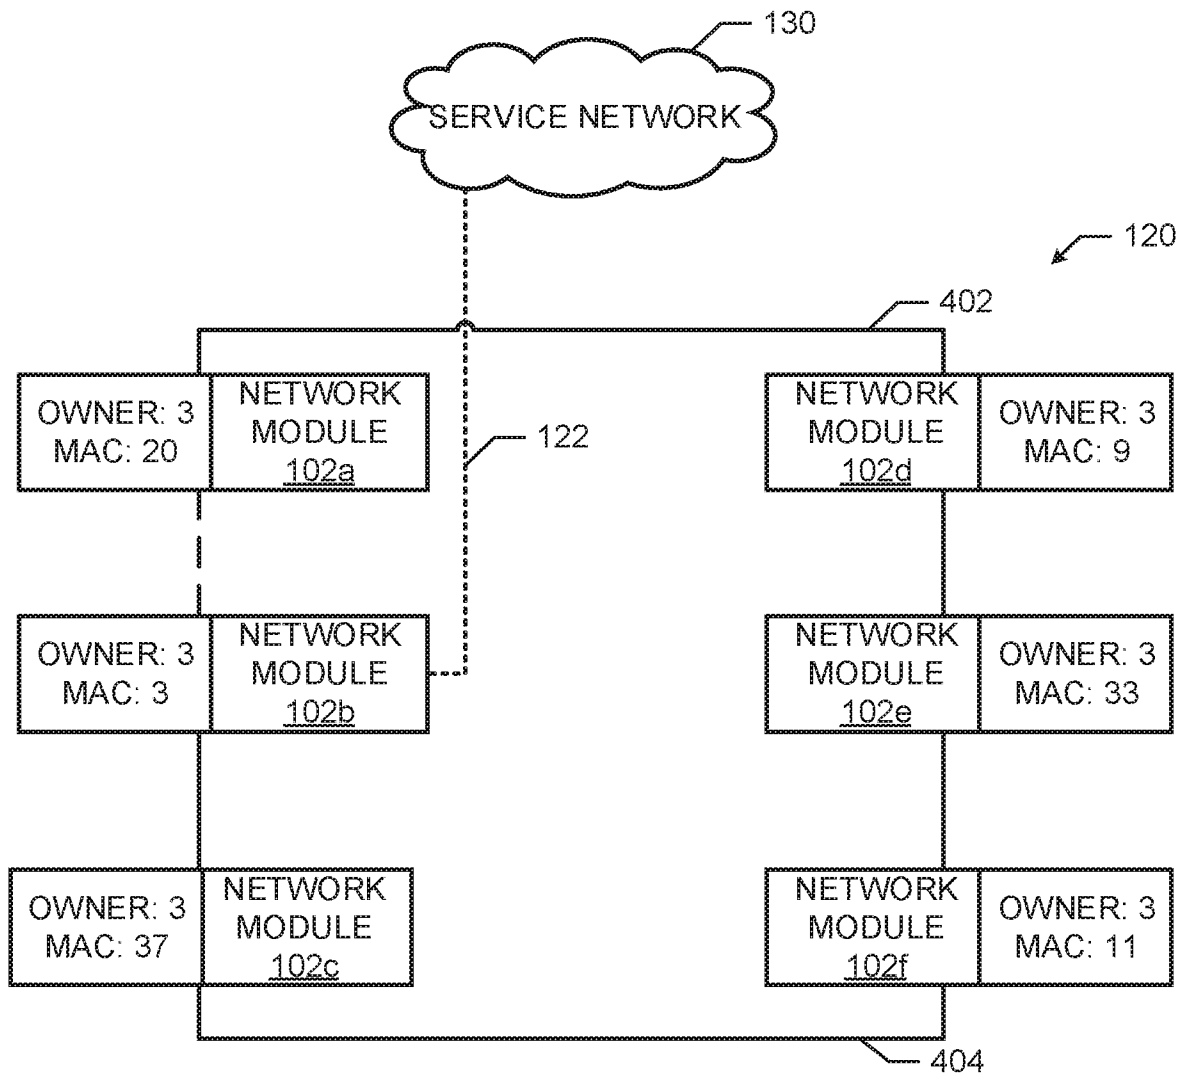 130
SERVICE NETWORK
120
402
OWNER: 3
MAC: 20
NETWORK
MODULE
102a
122
NETWORK
MODULE
102d
OWNER: 3
MAC: 9
OWNER: 3
MAC: 3
NETWORK
MODULE
102b
NETWORK
MODULE
102e
OWNER: 3
MAC: 33
OWNER: 3
MAC: 37
NETWORK
MODULE
102c
NETWORK
MODULE
102f
OWNER: 3
MAC: 11
404